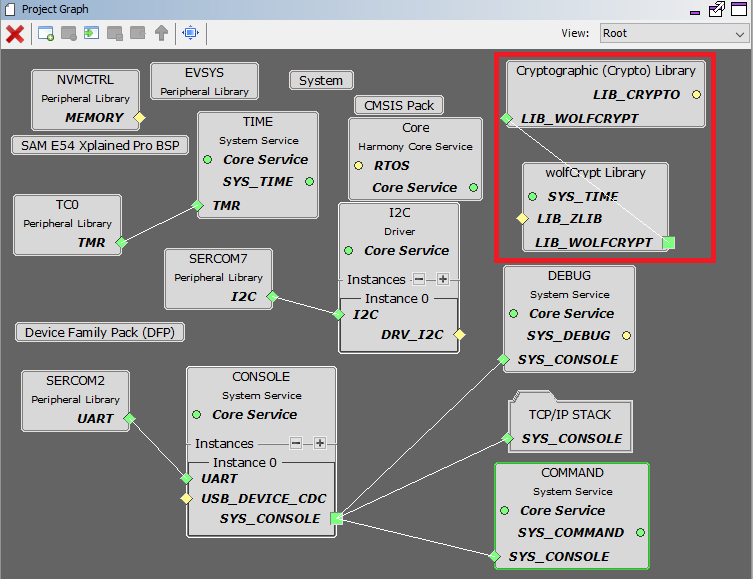 Project Graph
View:
Root
NVMCTRL
Peripheral Library
MEMORY
EVSYS
Peripheral Library
System
CMSIS Pack
Cryptographic (Crypto) Library
LIB_CRYPTO
LIB_WOLFCRYPT
SAM E54 Xplained Pro BSP
TIME
System Service
Core Service
SYS_TIME
TMR
Core
Harmony Core Service
RTOS
Core Service
wolfCrypt Library
SYS_TIME
LIB_ZLIB
LIB_WOLFCRYPT
TC0
Peripheral Library
TMR
I2C
Driver
Core Service
Instances
Instance 0
I2C
DRV_I2C
SERCOM7
Peripheral Library
I2C
DEBUG
System Service
Core Service
SYS_DEBUG
SYS_CONSOLE
Device Family Pack (DFP)
SERCOM2
Peripheral Library
UART
CONSOLE
System Service
Core Service
Instances
Instance 0
UART
USB_DEVICE_CDC
SYS_CONSOLE
TCP/IP STACK
SYS_CONSOLE
COMMAND
System Service
Core Service
SYS_COMMAND
SYS_CONSOLE